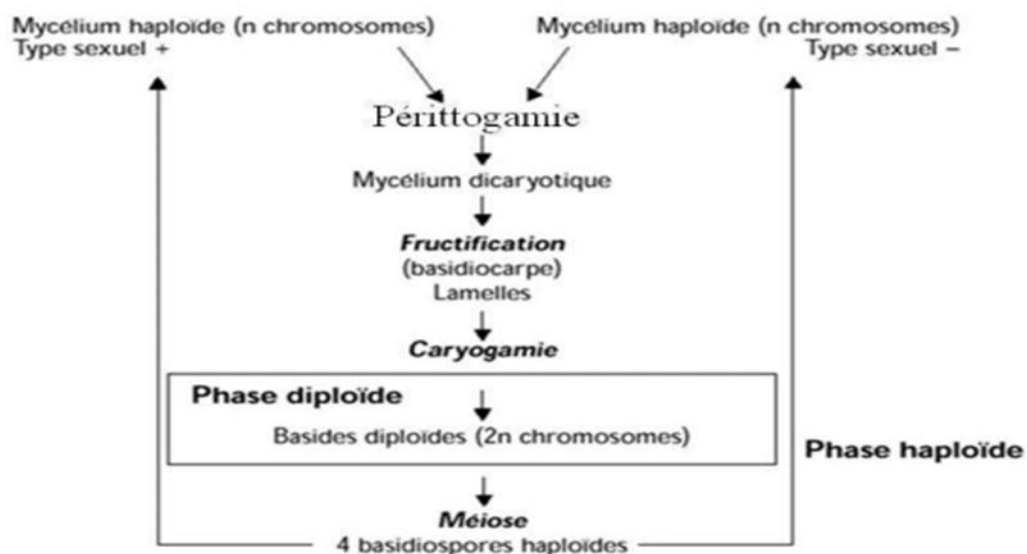 Mycélium haploïde (n chromosomes)
Type sexuel +
Mycélium haploïde (n chromosomes)
Type sexuel –
Périttogamie
Mycélium dicaryotique
Fructification
(basidiocarpe)
Lamelles
Caryogamie
Phase diploïde
Basides diploïdes (2n chromosomes)
Phase haploïde
Méiose
4 basidiospores haploïdes